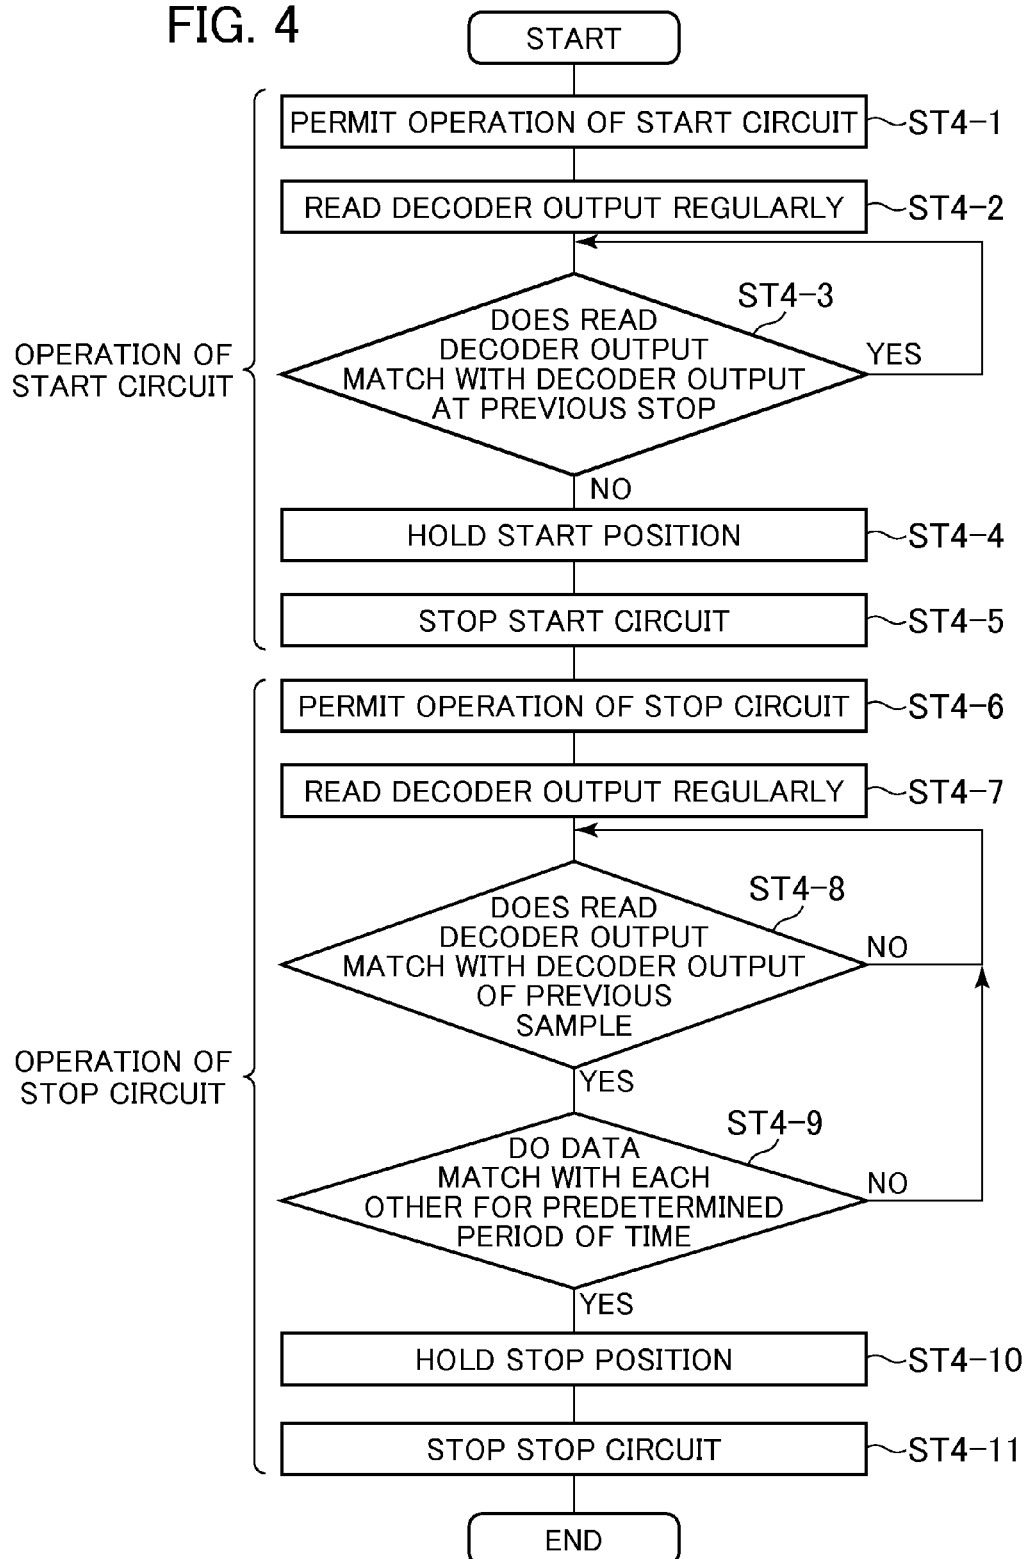 FIG. 4
START
PERMIT OPERATION OF START CIRCUIT
ST4-1
READ DECODER OUTPUT REGULARLY
ST4-2
ST4-3
DOES READ
DECODER OUTPUT
MATCH WITH DECODER OUTPUT
AT PREVIOUS STOP
YES
OPERATION OF
START CIRCUIT
NO
HOLD START POSITION
ST4-4
STOP START CIRCUIT
ST4-5
PERMIT OPERATION OF STOP CIRCUIT
ST4-6
READ DECODER OUTPUT REGULARLY
ST4-7
ST4-8
DOES READ
DECODER OUTPUT
MATCH WITH DECODER OUTPUT
OF PREVIOUS
SAMPLE
NO
OPERATION OF
STOP CIRCUIT
YES
ST4-9
DO DATA
MATCH WITH EACH
OTHER FOR PREDETERMINED
PERIOD OF TIME
NO
YES
HOLD STOP POSITION
ST4-10
STOP STOP CIRCUIT
ST4-11
END